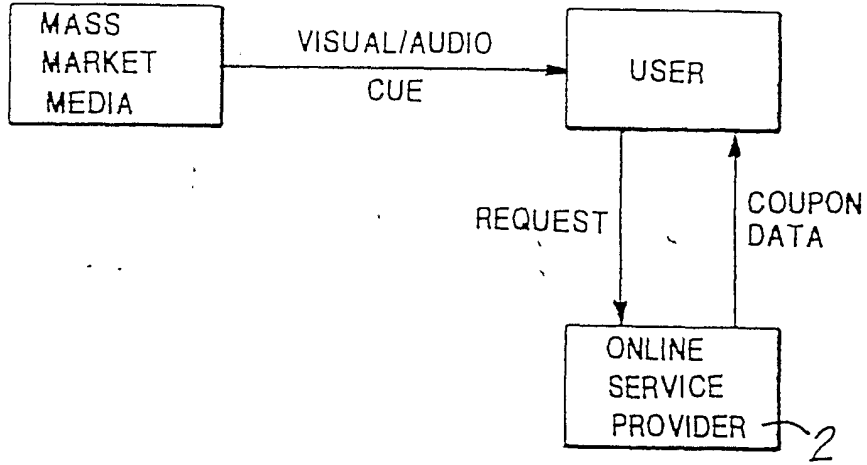 MASS
MARKET
MEDIA
VISUAL/AUDIO
CUE
USER
REQUEST
COUPON
DATA
ONLINE
SERVICE
PROVIDER
2